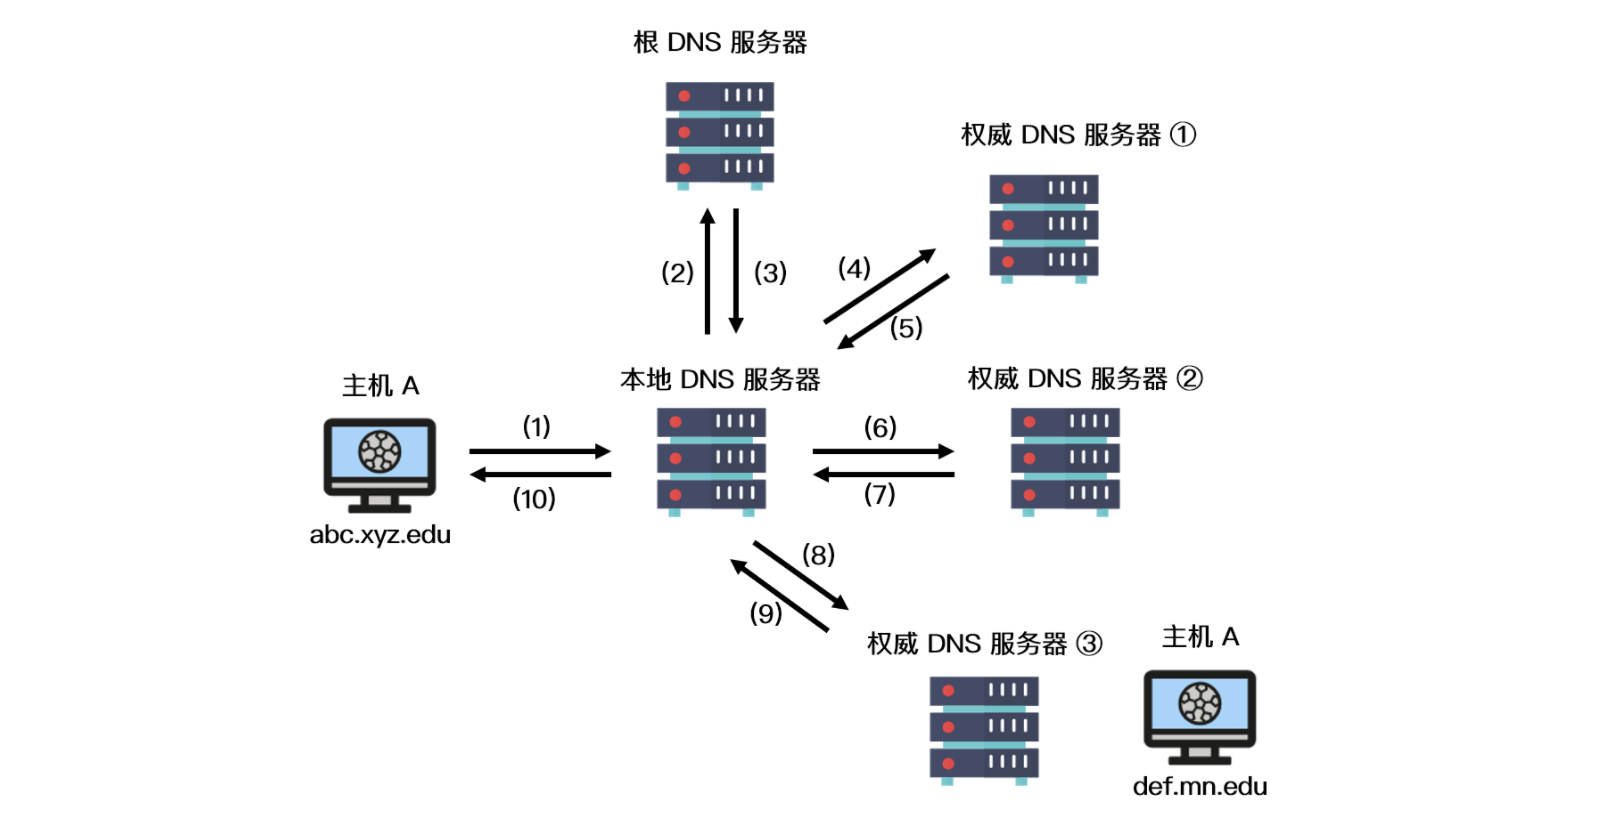 根 DNS 服务器
权威 DNS 服务器 ①
(2)
(3)
(4)
(5)
主机 A
本地 DNS 服务器
权威 DNS 服务器 ②
(1)
(6)
(10)
(7)
abc.xyz.edu
(8)
(9)
权威 DNS 服务器 ③
主机 A
def.mn.edu